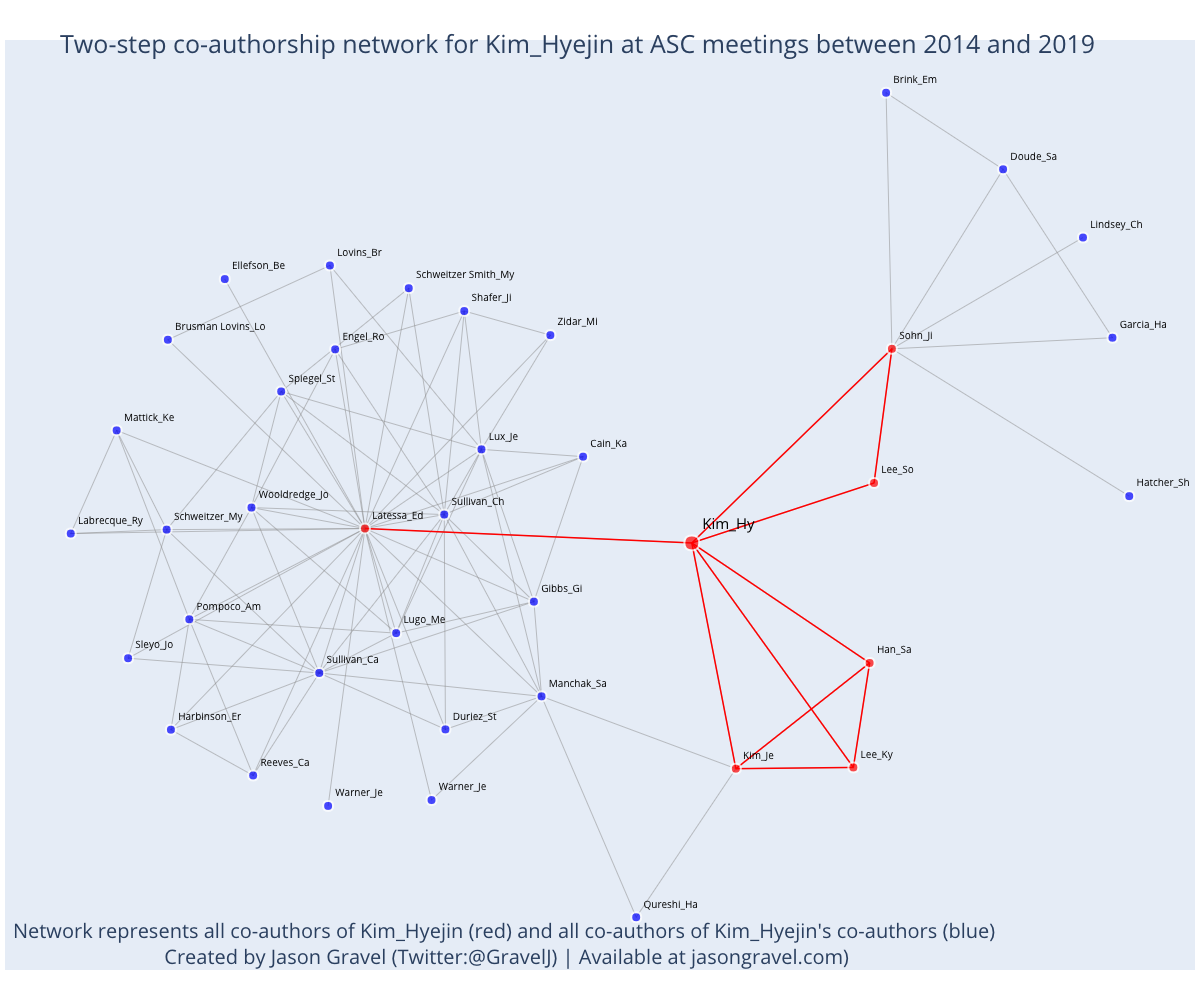 Two-step co-authorship network for Kim_Hyejin at ASC meetings between 2014 and 2019
Brink_Em
Doude_Sa
Lindsey_Ch
Lovins_Br
Ellefson_Be
Schweitzer Smith_My
Shafer_Ji
Zidar_Mi
Brusman Lovins_Lo
Engel_Ro
Garcia_Ha
Sohn_Ji
Spiegel_St
Mattick_Ke
Lux_Je
Cain_Ka
Lee_So
Hatcher_Sh
Wooldredge_Jo
Sullivan_Ch
Labrecque_Ry
Schweitzer_My
Latessa_Ed
Kim_Hy
Gibbs_Gi
Pompoco_Am
Lugo_Me
Sleyo_Jo
Han_Sa
Sullivan_Ca
Manchak_Sa
Harbinson_Er
Duriez_St
Kim_Je
Lee_Ky
Reeves_Ca
Warner_Je
Warner_Je
Qureshi_Ha
Network represents all co-authors of Kim_Hyejin (red) and all co-authors of Kim_Hyejin's co-authors (blue)
Created by Jason Gravel (Twitter:@GravelJ) | Available at jasongravel.com)